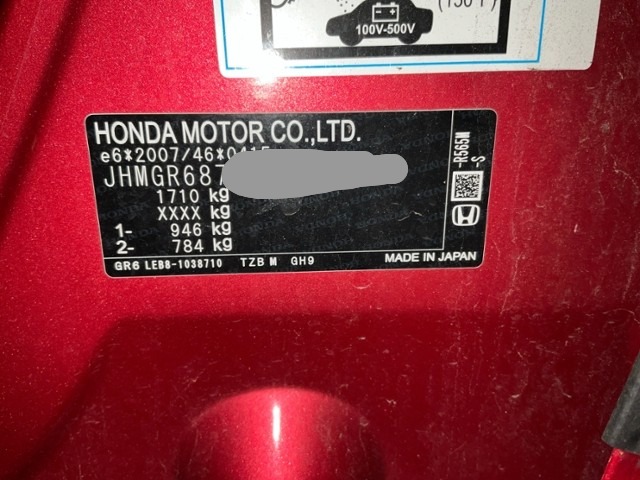 100V-500V
HONDA MOTOR CO.,LTD.
e6*2007/46*0415
JHMGR687
1710 kg
XXXX kg
1- 946 kg
2- 784 kg
GR6 LEB8-1038710 TZB M GH9
MADE IN JAPAN
-R565M
-S